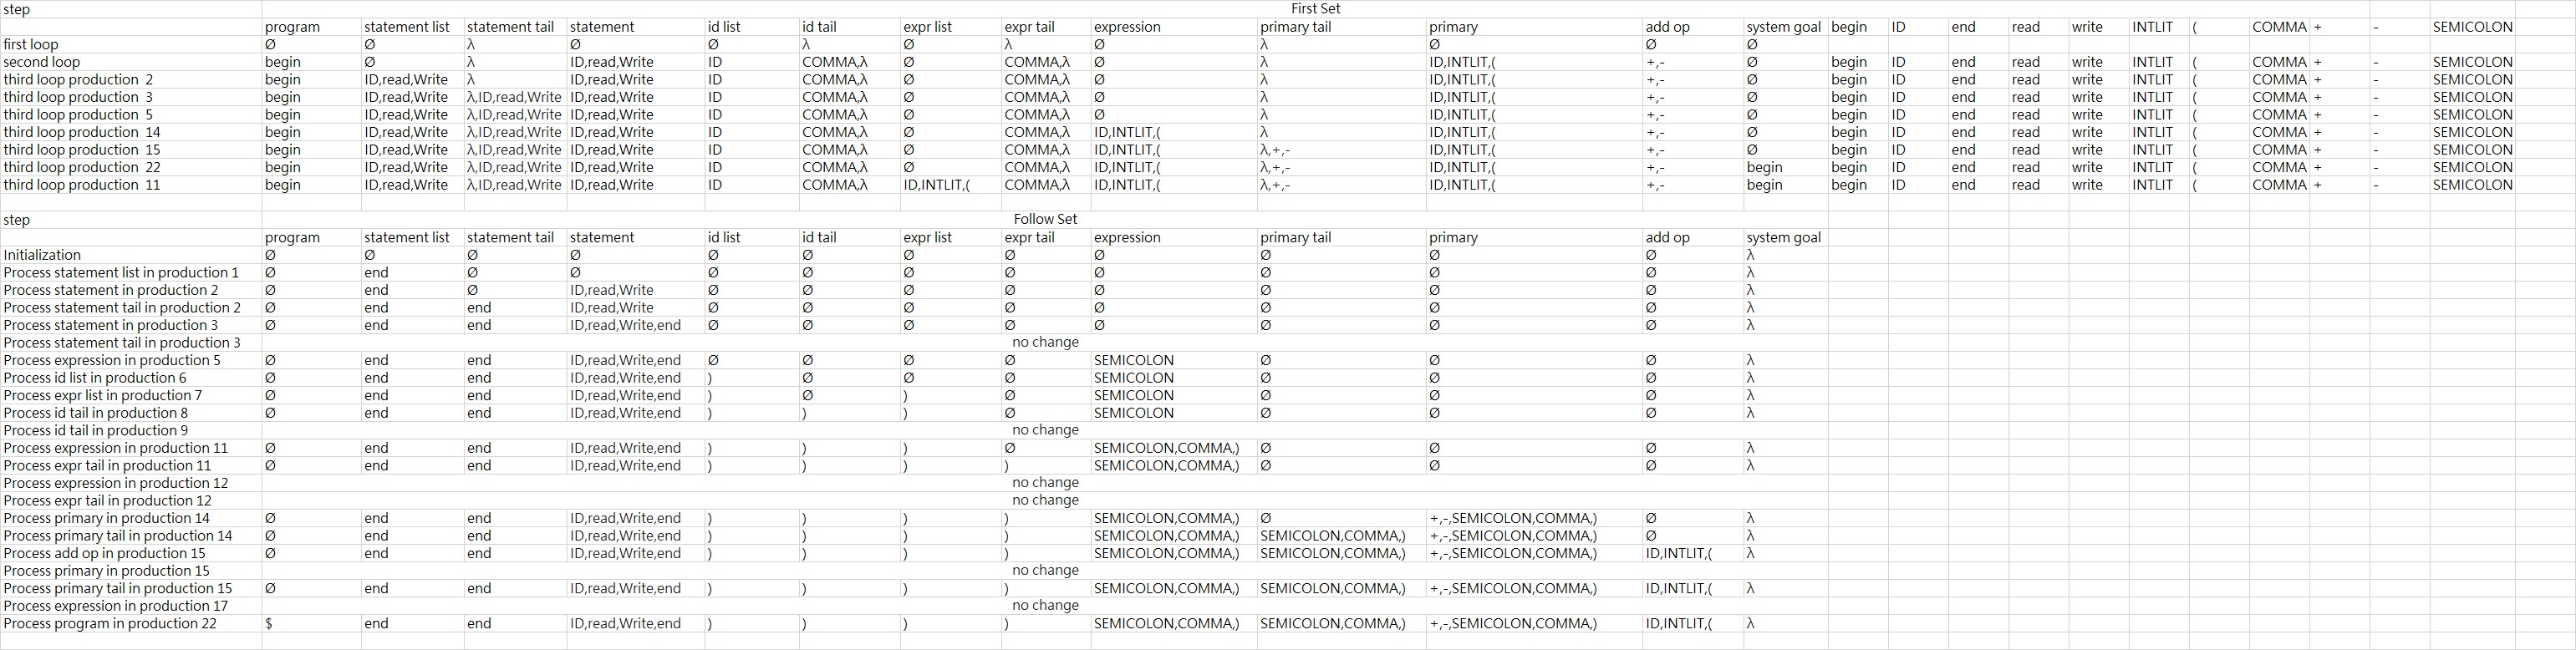 step First Set
program statement list statement tail statement id list id tail expr list expr tail expression primary tail primary add op system goal begin ID end read write INTLIT ( COMMA + - SEMICOLON
first loop Ø Ø λ Ø Ø λ Ø λ Ø λ Ø Ø Ø
second loop begin Ø λ ID,read,Write ID COMMA,λ Ø COMMA,λ Ø λ ID,INTLIT,( +,- Ø begin ID end read write INTLIT ( COMMA + - SEMICOLON
third loop production 2 begin ID,read,Write λ ID,read,Write ID COMMA,λ Ø COMMA,λ Ø λ ID,INTLIT,( +,- Ø begin ID end read write INTLIT ( COMMA + - SEMICOLON
third loop production 3 begin ID,read,Write λ,ID,read,Write ID,read,Write ID COMMA,λ Ø COMMA,λ Ø λ ID,INTLIT,( +,- Ø begin ID end read write INTLIT ( COMMA + - SEMICOLON
third loop production 5 begin ID,read,Write λ,ID,read,Write ID,read,Write ID COMMA,λ Ø COMMA,λ Ø λ ID,INTLIT,( +,- Ø begin ID end read write INTLIT ( COMMA + - SEMICOLON
third loop production 14 begin ID,read,Write λ,ID,read,Write ID,read,Write ID COMMA,λ Ø COMMA,λ ID,INTLIT,( λ ID,INTLIT,( +,- Ø begin ID end read write INTLIT ( COMMA + - SEMICOLON
third loop production 15 begin ID,read,Write λ,ID,read,Write ID,read,Write ID COMMA,λ Ø COMMA,λ ID,INTLIT,( λ,+,- ID,INTLIT,( +,- Ø begin ID end read write INTLIT ( COMMA + - SEMICOLON
third loop production 22 begin ID,read,Write λ,ID,read,Write ID,read,Write ID COMMA,λ Ø COMMA,λ ID,INTLIT,( λ,+,- ID,INTLIT,( +,- begin begin ID end read write INTLIT ( COMMA + - SEMICOLON
third loop production 11 begin ID,read,Write λ,ID,read,Write ID,read,Write ID COMMA,λ ID,INTLIT,( COMMA,λ ID,INTLIT,( λ,+,- ID,INTLIT,( +,- begin begin ID end read write INTLIT ( COMMA + - SEMICOLON
step Follow Set
program statement list statement tail statement id list id tail expr list expr tail expression primary tail primary add op system goal
Initialization Ø Ø Ø Ø Ø Ø Ø Ø Ø Ø Ø Ø λ
Process statement list in production 1 Ø end Ø Ø Ø Ø Ø Ø Ø Ø Ø Ø λ
Process statement in production 2 Ø end Ø ID,read,Write Ø Ø Ø Ø Ø Ø Ø Ø λ
Process statement tail in production 2 Ø end end ID,read,Write Ø Ø Ø Ø Ø Ø Ø Ø λ
Process statement in production 3 Ø end end ID,read,Write,end Ø Ø Ø Ø Ø Ø Ø Ø λ
Process statement tail in production 3 no change
Process expression in production 5 Ø end end ID,read,Write,end Ø Ø Ø Ø SEMICOLON Ø Ø Ø λ
Process id list in production 6 Ø end end ID,read,Write,end ) Ø Ø Ø SEMICOLON Ø Ø Ø λ
Process expr list in production 7 Ø end end ID,read,Write,end ) Ø ) Ø SEMICOLON Ø Ø Ø λ
Process id tail in production 8 Ø end end ID,read,Write,end ) ) ) Ø SEMICOLON Ø Ø Ø λ
Process id tail in production 9 no change
Process expression in production 11 Ø end end ID,read,Write,end ) ) ) Ø SEMICOLON,COMMA,) Ø Ø Ø λ
Process expr tail in production 11 Ø end end ID,read,Write,end ) ) ) ) SEMICOLON,COMMA,) Ø Ø Ø λ
Process expression in production 12 no change
Process expr tail in production 12 no change
Process primary in production 14 Ø end end ID,read,Write,end ) ) ) ) SEMICOLON,COMMA,) Ø +,-,SEMICOLON,COMMA,) Ø λ
Process primary tail in production 14 Ø end end ID,read,Write,end ) ) ) ) SEMICOLON,COMMA,) SEMICOLON,COMMA,) +,-,SEMICOLON,COMMA,) Ø λ
Process add op in production 15 Ø end end ID,read,Write,end ) ) ) ) SEMICOLON,COMMA,) SEMICOLON,COMMA,) +,-,SEMICOLON,COMMA,) ID,INTLIT,( λ
Process primary in production 15 no change
Process primary tail in production 15 Ø end end ID,read,Write,end ) ) ) ) SEMICOLON,COMMA,) SEMICOLON,COMMA,) +,-,SEMICOLON,COMMA,) ID,INTLIT,( λ
Process expression in production 17 no change
Process program in production 22 $ end end ID,read,Write,end ) ) ) ) SEMICOLON,COMMA,) SEMICOLON,COMMA,) +,-,SEMICOLON,COMMA,) ID,INTLIT,( λ